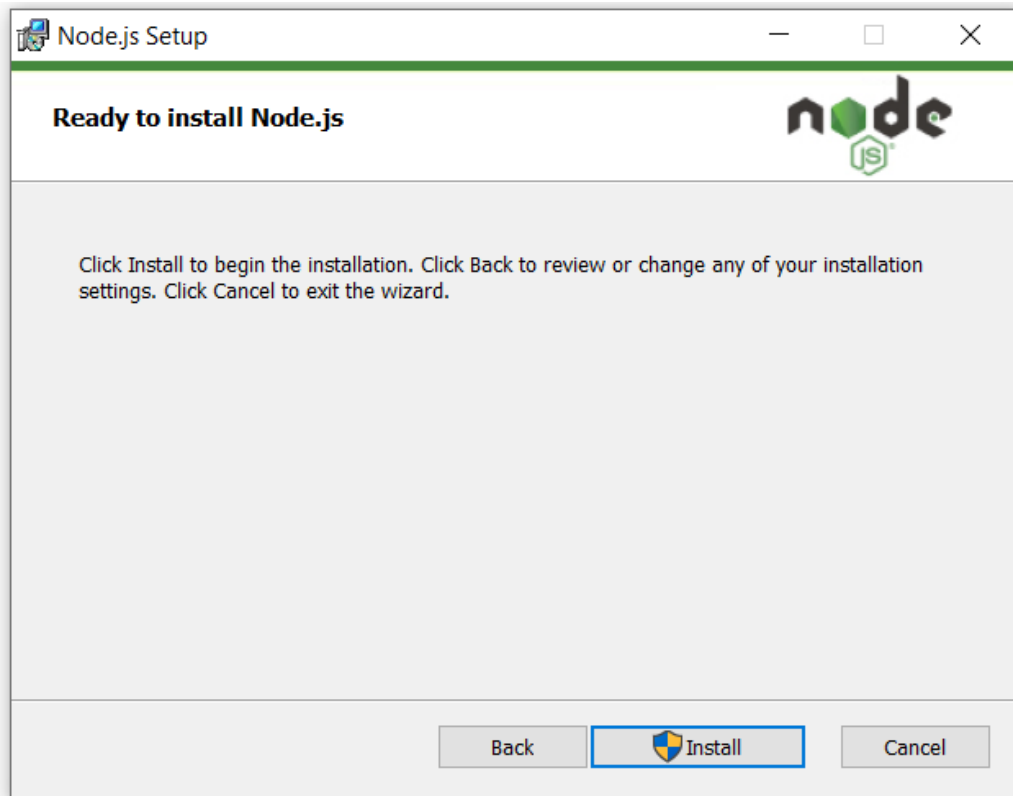 Node.js Setup
Ready to install Node.js
node
JS
Click Install to begin the installation. Click Back to review or change any of your installation
settings. Click Cancel to exit the wizard.
Back
Install
Cancel